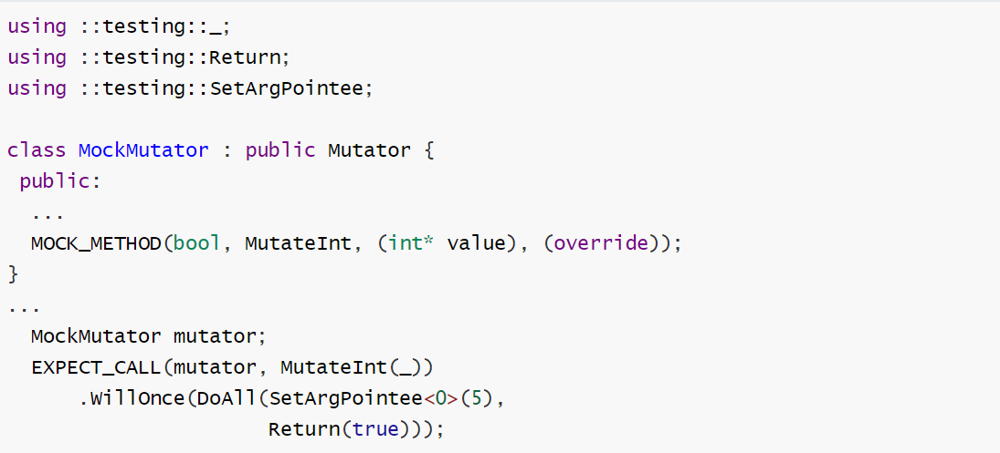 using ::testing::_;
using ::testing::Return;
using ::testing::SetArgPointee;

class MockMutator : public Mutator {
 public:
  ...
  MOCK_METHOD(bool, MutateInt, (int* value), (override));
}
...
  MockMutator mutator;
  EXPECT_CALL(mutator, MutateInt(_))
      .WillOnce(DoAll(SetArgPointee<0>(5),
                      Return(true)));